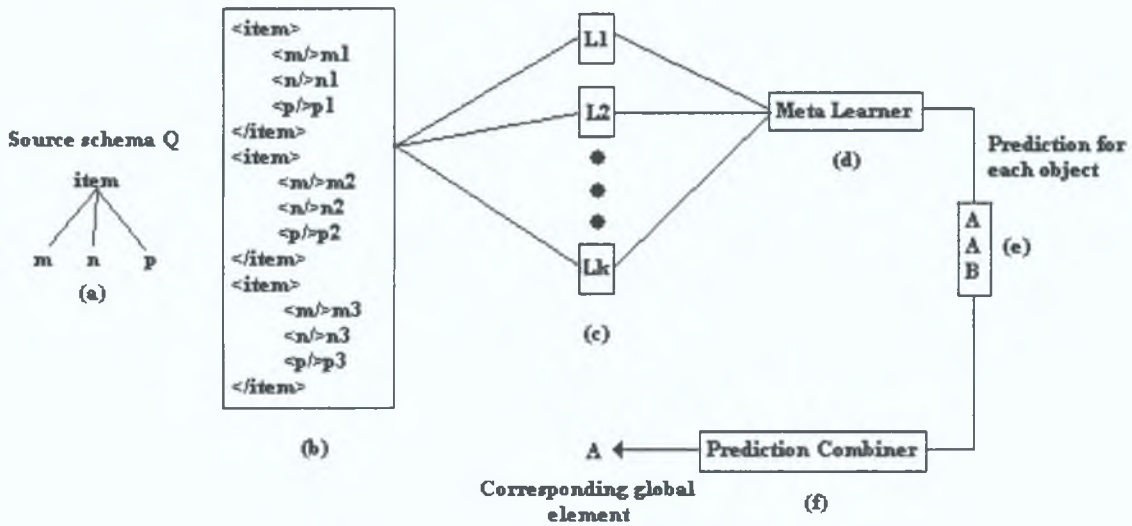 Source schema Q
item
m n p
(a)
<item>
<m/>m1
<n/>n1
<p/>p1
</item>
<item>
<m/>m2
<n/>n2
<p/>p2
</item>
<item>
<m/>m3
<n/>n3
<p/>p3
</item>
(b)
L1
L2
Lk
(c)
Meta Learner
(d)
Prediction for
each object
A
A
B
(e)
Prediction Combiner
(f)
A
Corresponding global
element